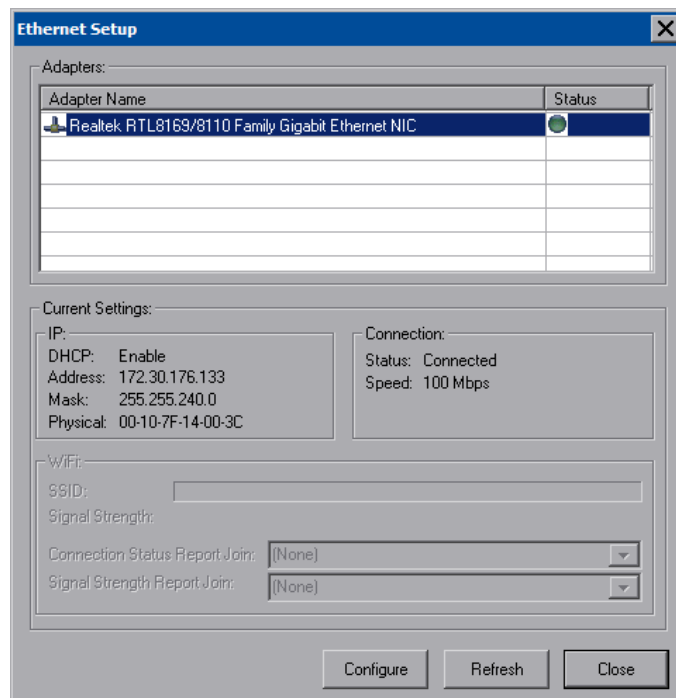 Ethernet Setup
Adapters:
Adapter Name Status
Realtek RTL8169/8110 Family Gigabit Ethernet NIC
Current Settings:
IP:
DHCP: Enable
Address: 172.30.176.133
Mask: 255.255.240.0
Physical: 00-10-7F-14-00-3C
Connection:
Status: Connected
Speed: 100 Mbps
WiFi:
SSID:
Signal Strength:
Connection Status Report Join: (None)
Signal Strength Report Join: (None)
Configure Refresh Close